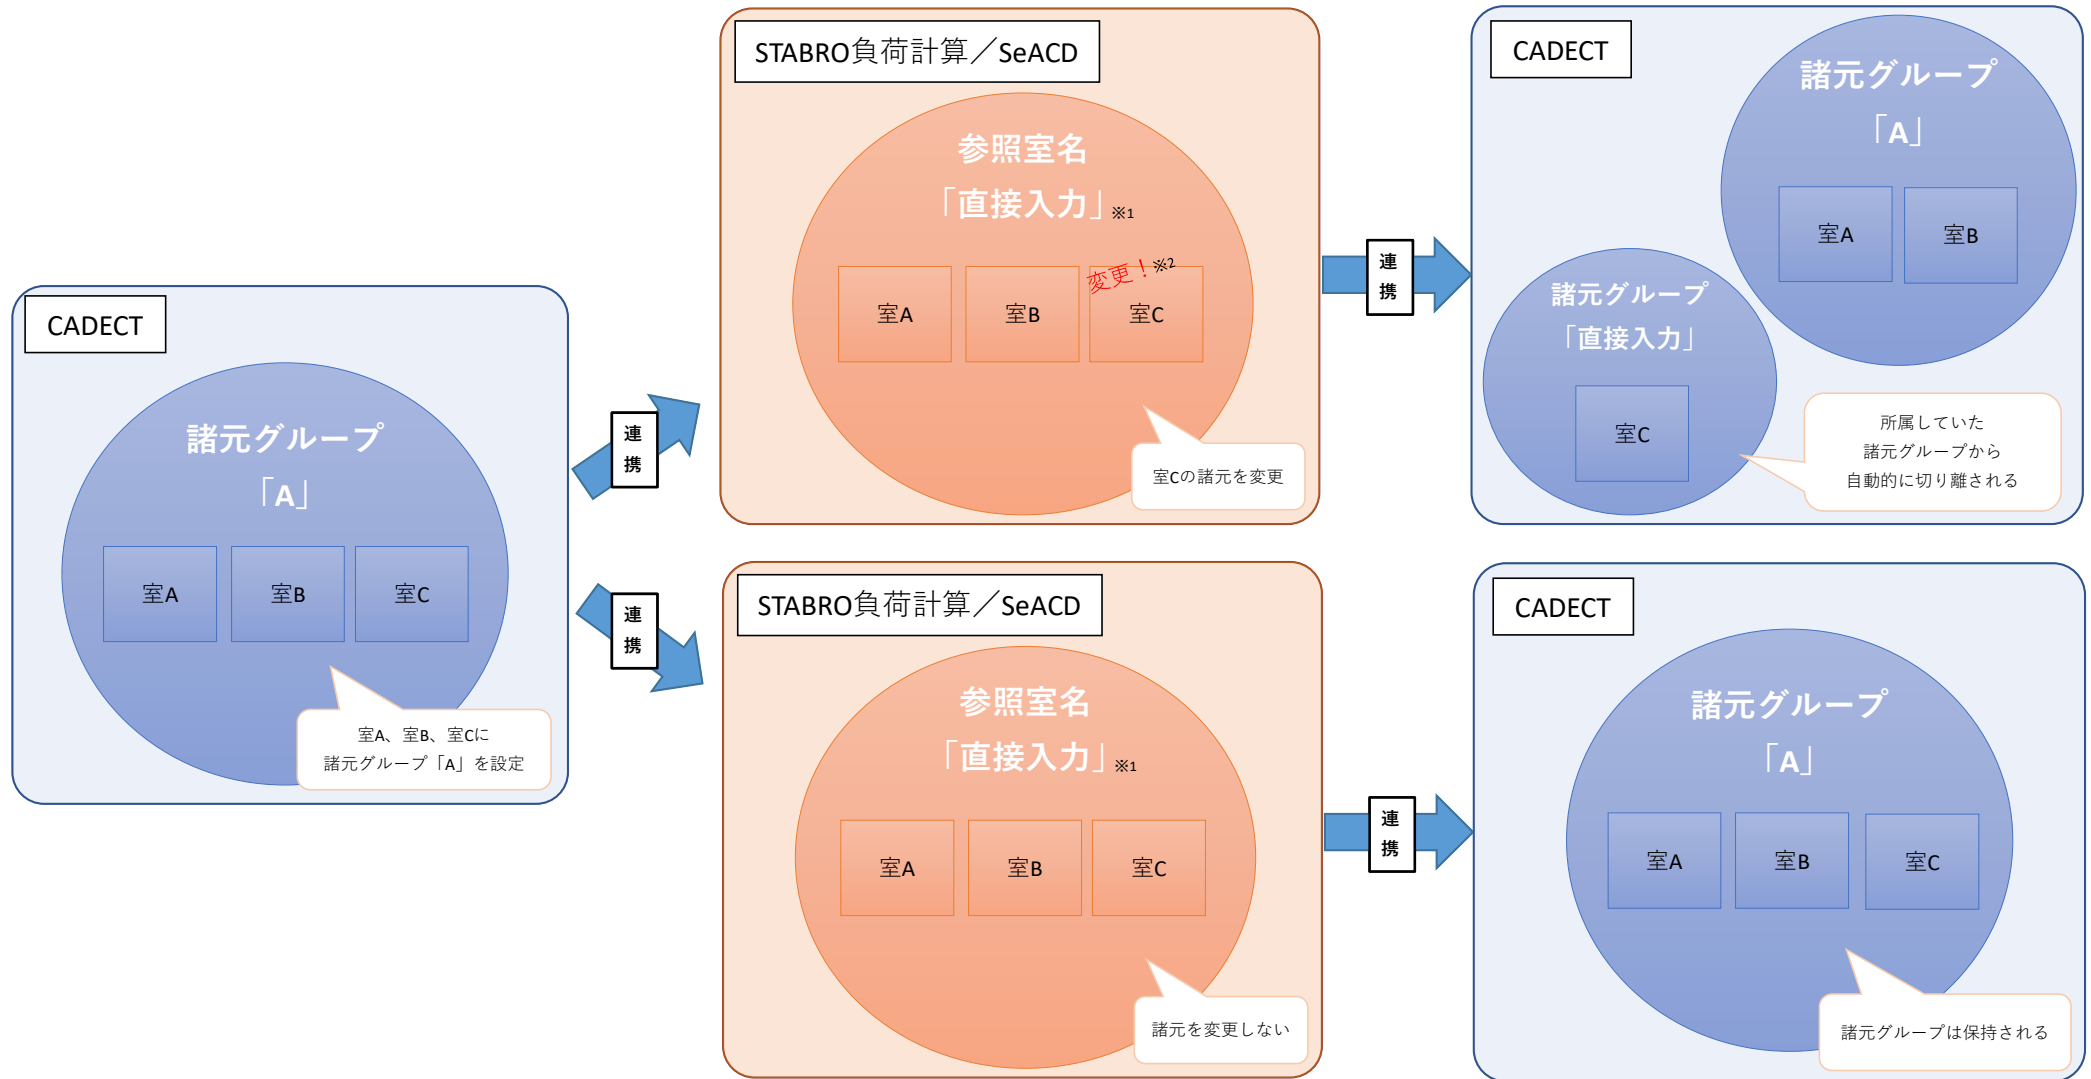 CADECT
諸元グループ
「A」
室A
室B
室C
室A、室B、室Cに
諸元グループ「A」を設定
連
携
連
携
STABRO負荷計算／SeACD
参照室名
「直接入力」※1
変更！※2
室A
室B
室C
室Cの諸元を変更
連
携
CADECT
諸元グループ
「A」
室A
室B
諸元グループ
「直接入力」
室C
所属していた
諸元グループから
自動的に切り離される
STABRO負荷計算／SeACD
参照室名
「直接入力」※1
室A
室B
室C
諸元を変更しない
連
携
CADECT
諸元グループ
「A」
室A
室B
室C
諸元グループは保持される